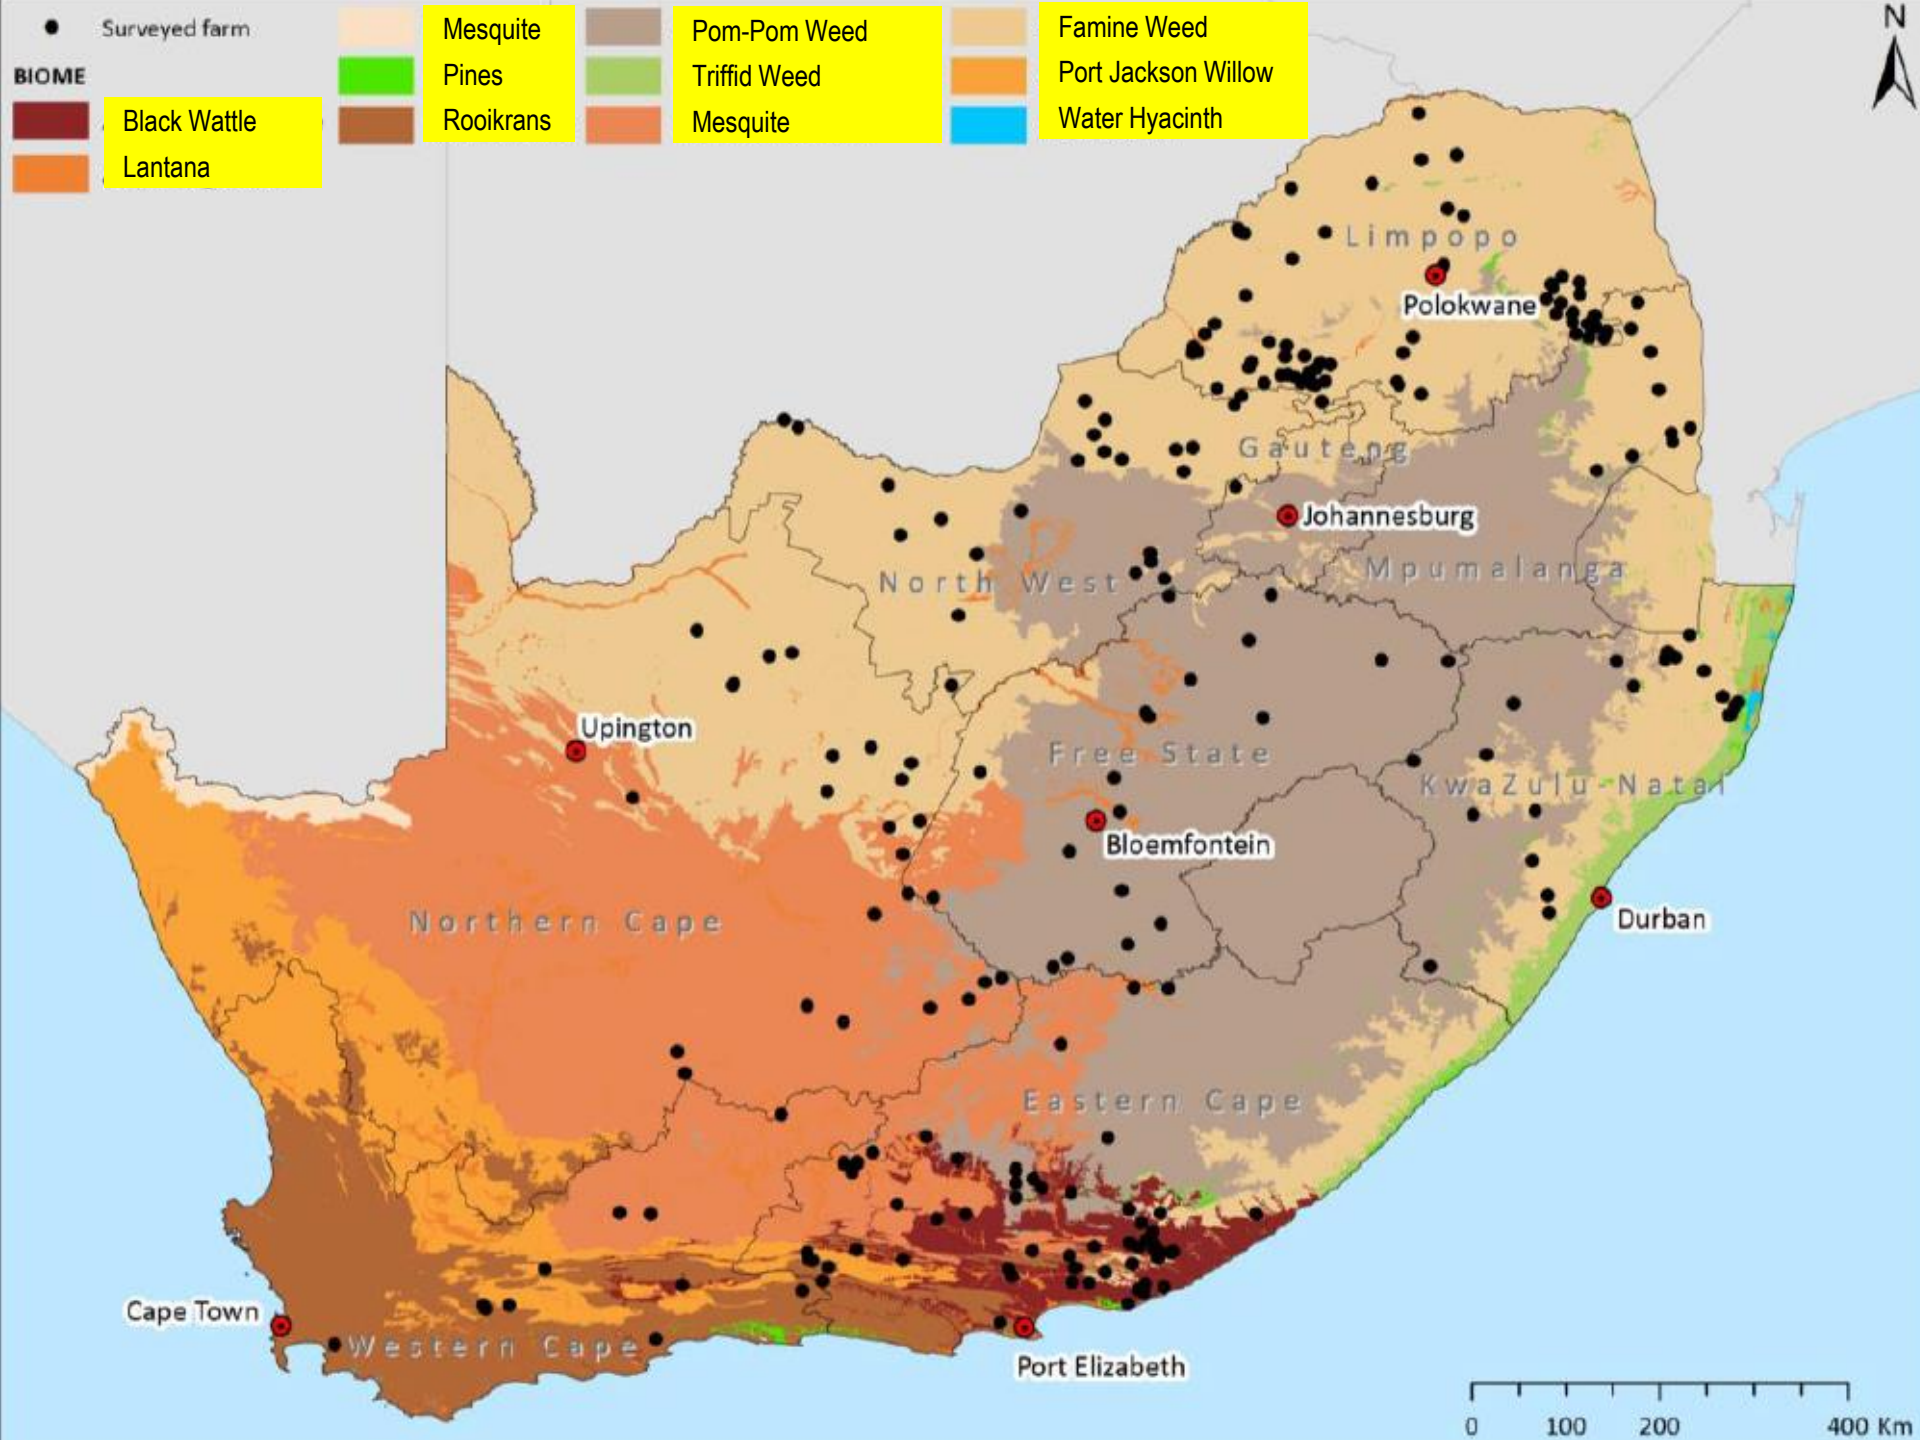 Surveyed farm
BIOME
Black Wattle
Lantana
Mesquite
Pines
Rooikrans
Pom-Pom Weed
Triffid Weed
Mesquite
Famine Weed
Port Jackson Willow
Water Hyacinth
N
Limpopo
Polokwane
Gauteng
Johannesburg
North West
Mpumalanga
Upington
Free State
KwaZulu-Natal
Bloemfontein
Northern Cape
Durban
Eastern Cape
Cape Town
Western Cape
Port Elizabeth
0 100 200 400 Km